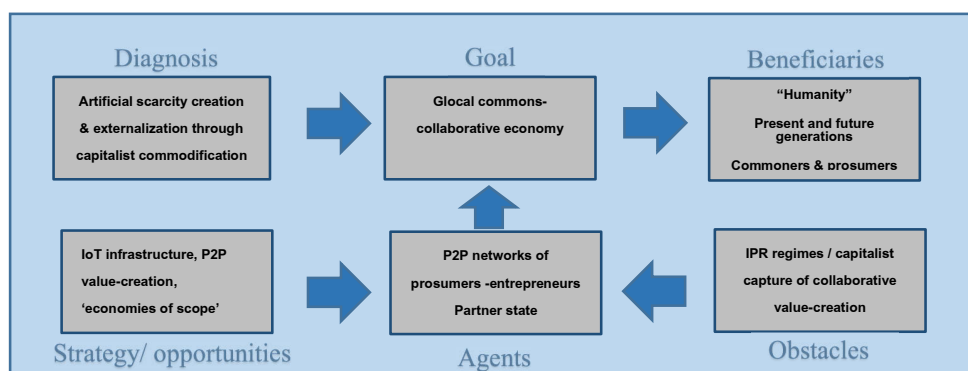 Diagnosis
Artificial scarcity creation
& externalization through
capitalist commodification
Goal
Glocal commons-
collaborative economy
Beneficiaries
“Humanity”
Present and future
generations
Commoners & prosumers
IoT infrastructure, P2P
value-creation,
‘economies of scope’
Strategy/ opportunities
P2P networks of
prosumers -entrepreneurs
Partner state
Agents
IPR regimes / capitalist
capture of collaborative
value-creation
Obstacles